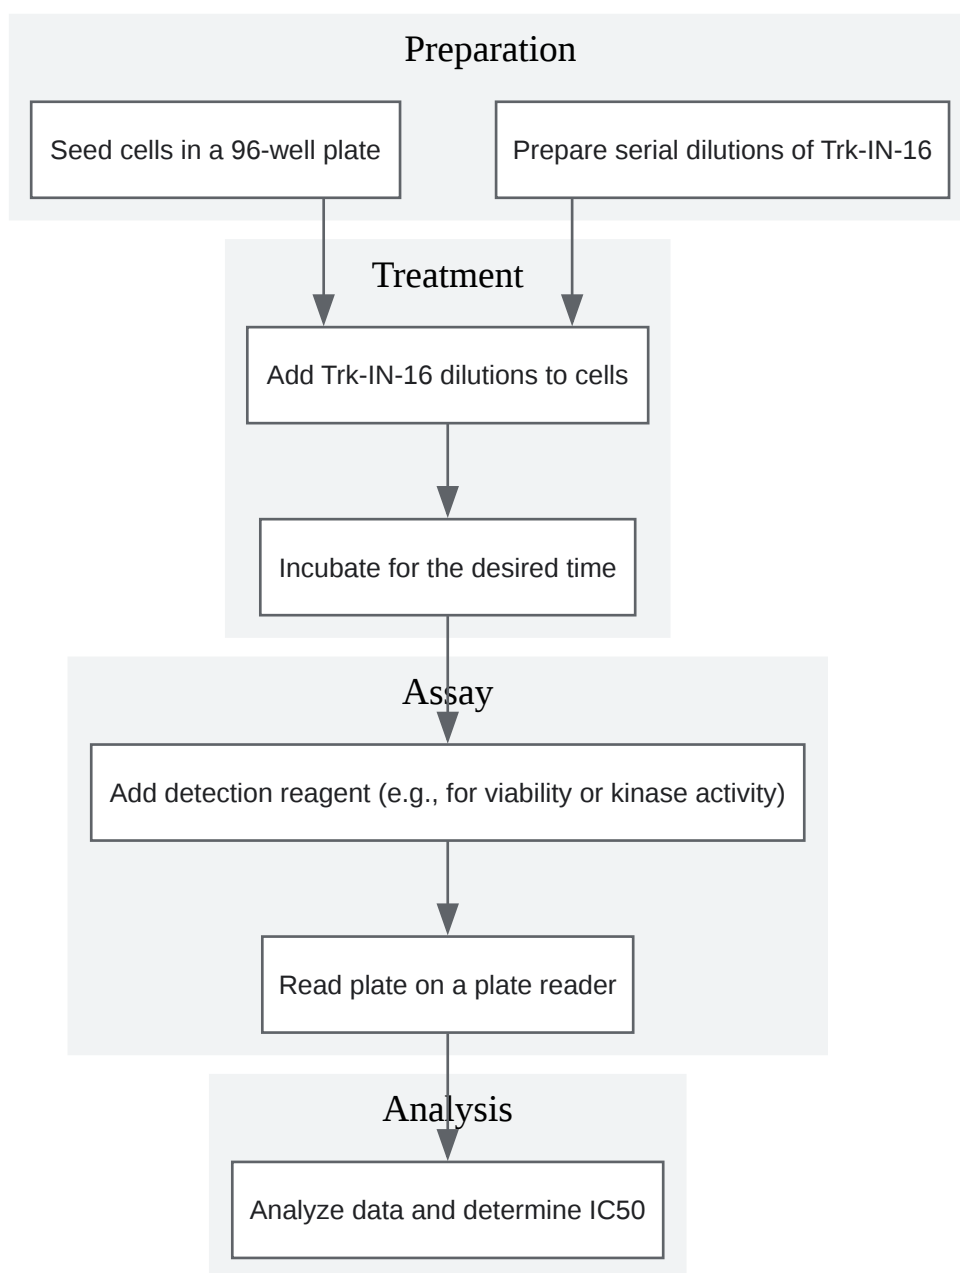 Preparation
Seed cells in a 96-well plate
Prepare serial dilutions of Trk-IN-16
Treatment
Add Trk-IN-16 dilutions to cells
Incubate for the desired time
Assay
Add detection reagent (e.g., for viability or kinase activity)
Read plate on a plate reader
Analysis
Analyze data and determine IC50